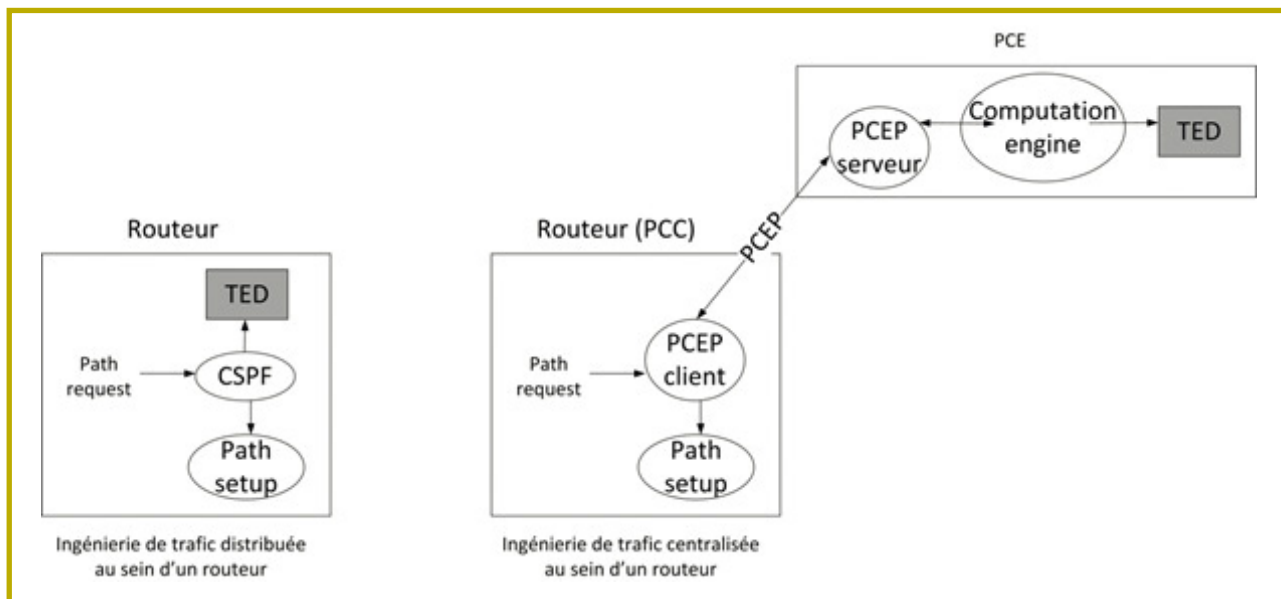 PCE
PCEP
serveur
Computation
engine
TED
PCEP
Routeur
TED
Path
request
CSPF
Path
setup
Ingénierie de trafic distribuée
au sein d'un routeur
Routeur (PCC)
Path
request
PCEP
client
Path
setup
Ingénierie de trafic centralisée
au sein d'un routeur